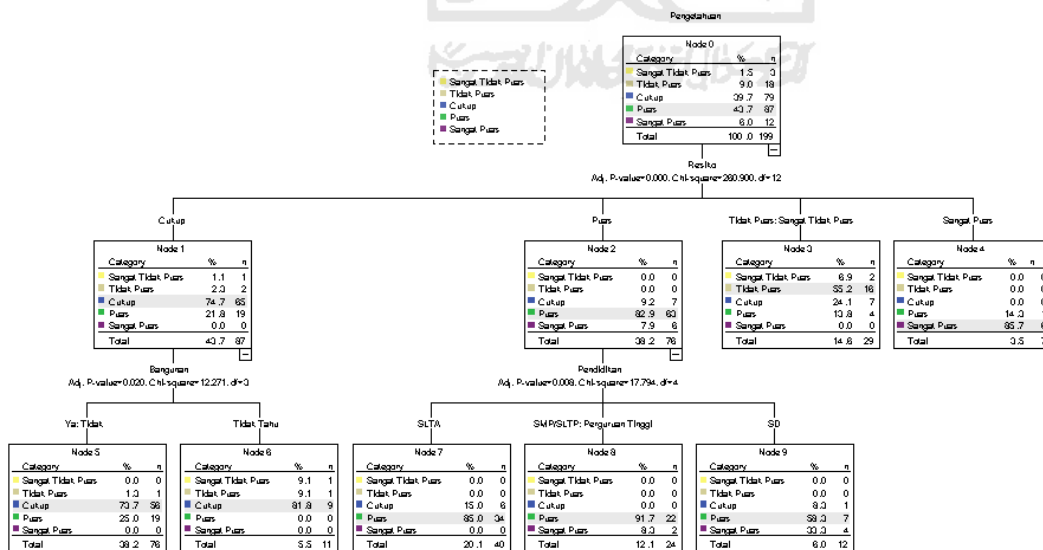 Pengetahuan
Node 0
Category % n
Sangat Tidak Puas 1.5 3
Tidak Puas 9.0 18
Cukup 39.7 79
Puas 43.7 87
Sangat Puas 6.0 12
Total 100.0 199
Sangat Tidak Puas
Tidak Puas
Cukup
Puas
Sangat Puas
Resiko
Adj. P-value=0.000, Chi-square=260.900, df=12
Cukup
Puas
Tidak Puas; Sangat Tidak Puas
Sangat Puas
Node 1
Category % n
Sangat Tidak Puas 1.1 1
Tidak Puas 2.3 2
Cukup 74.7 65
Puas 21.8 19
Sangat Puas 0.0 0
Total 43.7 87
Node 2
Category % n
Sangat Tidak Puas 0.0 0
Tidak Puas 0.0 0
Cukup 9.2 7
Puas 82.9 63
Sangat Puas 7.9 6
Total 38.2 76
Node 3
Category % n
Sangat Tidak Puas 6.9 2
Tidak Puas 55.2 16
Cukup 24.1 7
Puas 13.8 4
Sangat Puas 0.0 0
Total 14.6 29
Node 4
Category % n
Sangat Tidak Puas 0.0
Tidak Puas 0.0
Cukup 0.0
Puas 14.3
Sangat Puas 85.7
Total 3.5
Bangunan
Adj. P-value=0.020, Chi-square=12.271, df=3
Pendidikan
Adj. P-value=0.008, Chi-square=17.794, df=4
Ya; Tidak
Tidak Tahu
SLTA
SMP/SLTP; Perguruan Tinggi
SD
Node 5
Category % n
Sangat Tidak Puas 0.0 0
Tidak Puas 1.3 1
Cukup 73.7 56
Puas 25.0 19
Sangat Puas 0.0 0
Total 38.2 76
Node 6
Category % n
Sangat Tidak Puas 9.1 1
Tidak Puas 9.1 1
Cukup 81.8 9
Puas 0.0 0
Sangat Puas 0.0 0
Total 5.5 11
Node 7
Category % n
Sangat Tidak Puas 0.0 0
Tidak Puas 0.0 0
Cukup 15.0 6
Puas 85.0 34
Sangat Puas 0.0 0
Total 20.1 40
Node 8
Category % n
Sangat Tidak Puas 0.0 0
Tidak Puas 0.0 0
Cukup 0.0 0
Puas 91.7 22
Sangat Puas 8.3 2
Total 12.1 24
Node 9
Category % n
Sangat Tidak Puas 0.0 0
Tidak Puas 0.0 0
Cukup 8.3 1
Puas 58.3 7
Sangat Puas 33.3 4
Total 6.0 12